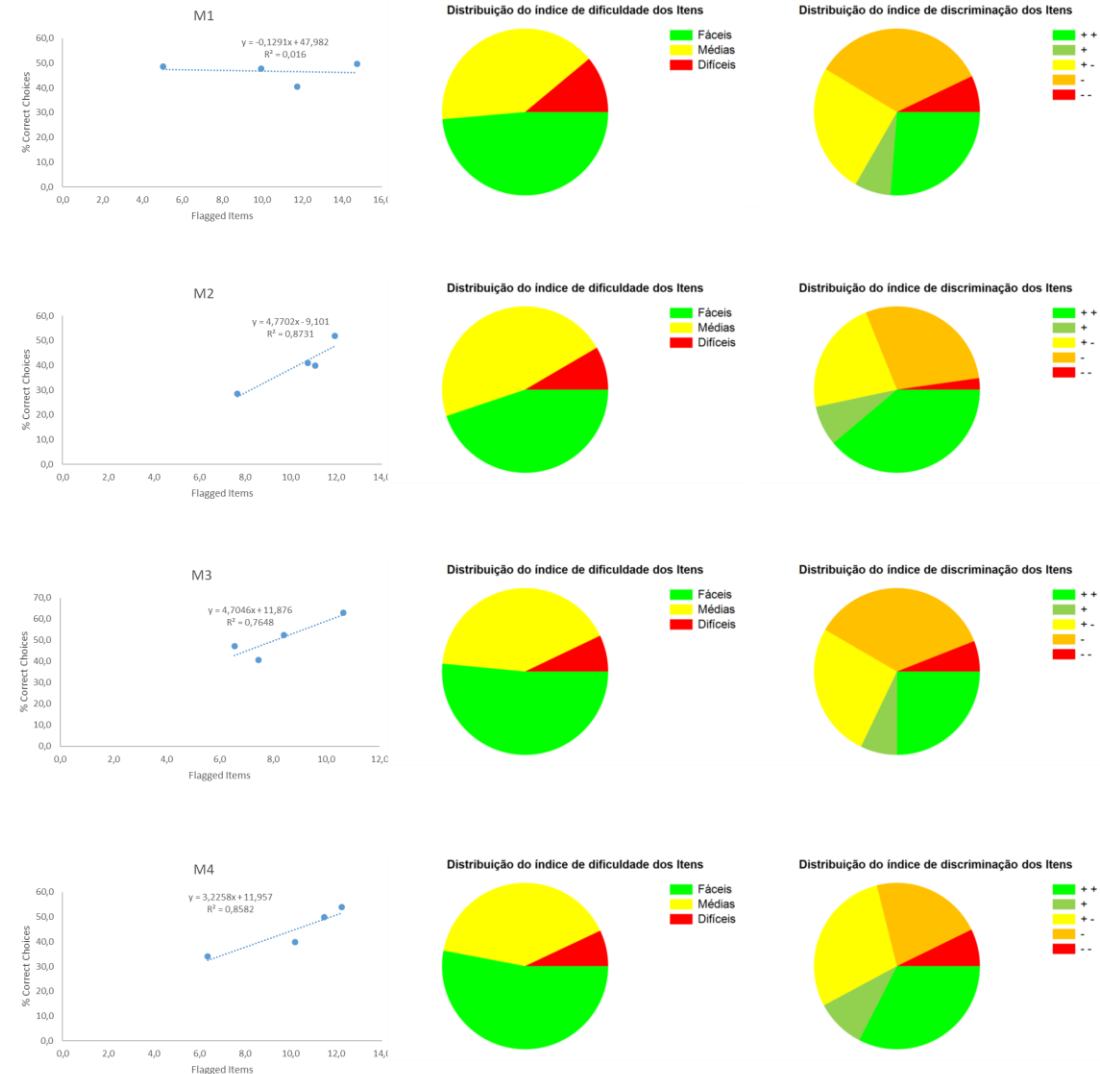 M1
y = -0,1291x + 47,982
R² = 0,016
% Correct Choices
60,0
50,0
40,0
30,0
20,0
10,0
0,0
0,0 2,0 4,0 6,0 8,0 10,0 12,0 14,0 16,0
Flagged Items
Distribuição do índice de dificuldade dos Itens
Fáceis
Médias
Difíceis
Distribuição do índice de discriminação dos Itens
+ +
+
+ -
-
- -
M2
y = 4,7702x - 9,101
R² = 0,8731
% Correct Choices
60,0
50,0
40,0
30,0
20,0
10,0
0,0
0,0 2,0 4,0 6,0 8,0 10,0 12,0 14,0
Flagged Items
Distribuição do índice de dificuldade dos Itens
Fáceis
Médias
Difíceis
Distribuição do índice de discriminação dos Itens
+ +
+
+ -
-
- -
M3
y = 4,7046x + 11,876
R² = 0,7648
% Correct Choices
70,0
60,0
50,0
40,0
30,0
20,0
10,0
0,0
0,0 2,0 4,0 6,0 8,0 10,0 12,0
Flagged Items
Distribuição do índice de dificuldade dos Itens
Fáceis
Médias
Difíceis
Distribuição do índice de discriminação dos Itens
+ +
+
+ -
-
- -
M4
y = 3,2258x + 11,957
R² = 0,8582
% Correct Choices
60,0
50,0
40,0
30,0
20,0
10,0
0,0
0,0 2,0 4,0 6,0 8,0 10,0 12,0 14,0
Flagged Items
Distribuição do índice de dificuldade dos Itens
Fáceis
Médias
Difíceis
Distribuição do índice de discriminação dos Itens
+ +
+
+ -
-
- -